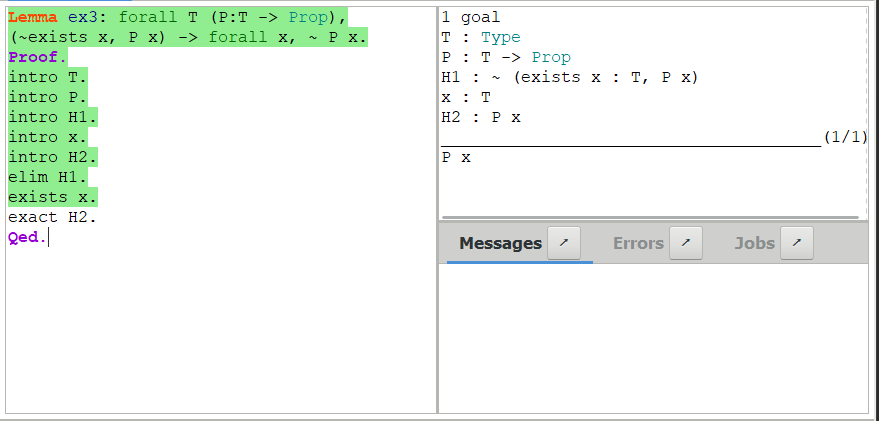 Lemma ex3: forall T (P:T -> Prop),
(~exists x, P x) -> forall x, ~ P x.
Proof.
intro T.
intro P.
intro H1.
intro x.
intro H2.
elim H1.
exists x.
exact H2.
Qed.
1 goal
T : Type
P : T -> Prop
H1 : ~ (exists x : T, P x)
x : T
H2 : P x
______________________________________(1/1)
P x
Messages ↗ Errors ↗ Jobs ↗